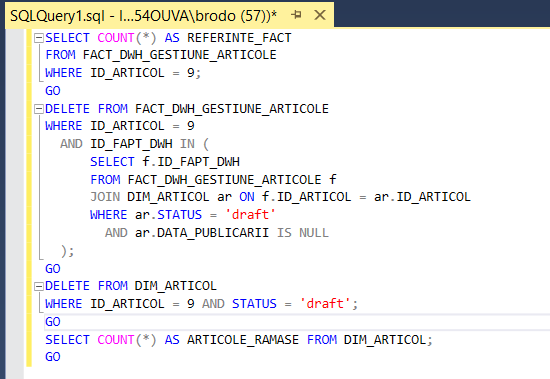 SQLQuery1.sql - l...54OUVA\brodo (57))*
SELECT COUNT(*) AS REFERINTE_FACT
FROM FACT_DWH_GESTIUNE_ARTICOLE
WHERE ID_ARTICOL = 9;
GO
DELETE FROM FACT_DWH_GESTIUNE_ARTICOLE
WHERE ID_ARTICOL = 9
  AND ID_FAPT_DWH IN (
      SELECT f.ID_FAPT_DWH
      FROM FACT_DWH_GESTIUNE_ARTICOLE f
      JOIN DIM_ARTICOL ar ON f.ID_ARTICOL = ar.ID_ARTICOL
      WHERE ar.STATUS = 'draft'
        AND ar.DATA_PUBLICARII IS NULL
  );
GO
DELETE FROM DIM_ARTICOL
WHERE ID_ARTICOL = 9 AND STATUS = 'draft';
GO
SELECT COUNT(*) AS ARTICOLE_RAMASE FROM DIM_ARTICOL;
GO